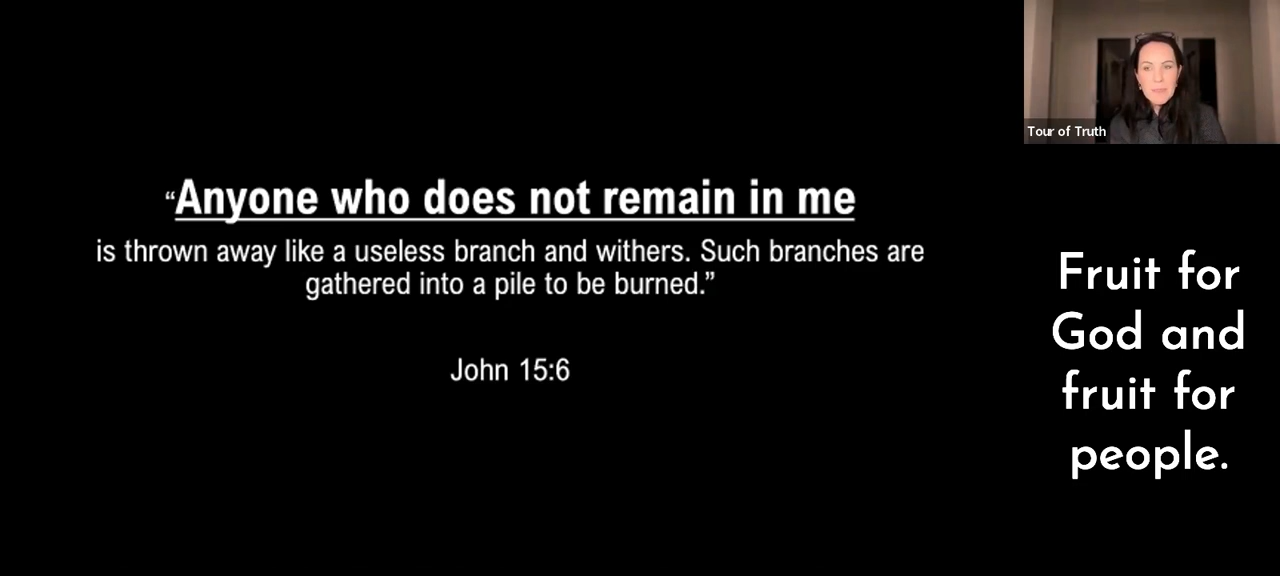 “Anyone who does not remain in me
is thrown away like a useless branch and withers. Such branches are
gathered into a pile to be burned.”
John 15:6
Tour of Truth
Fruit for
God and
fruit for
people.